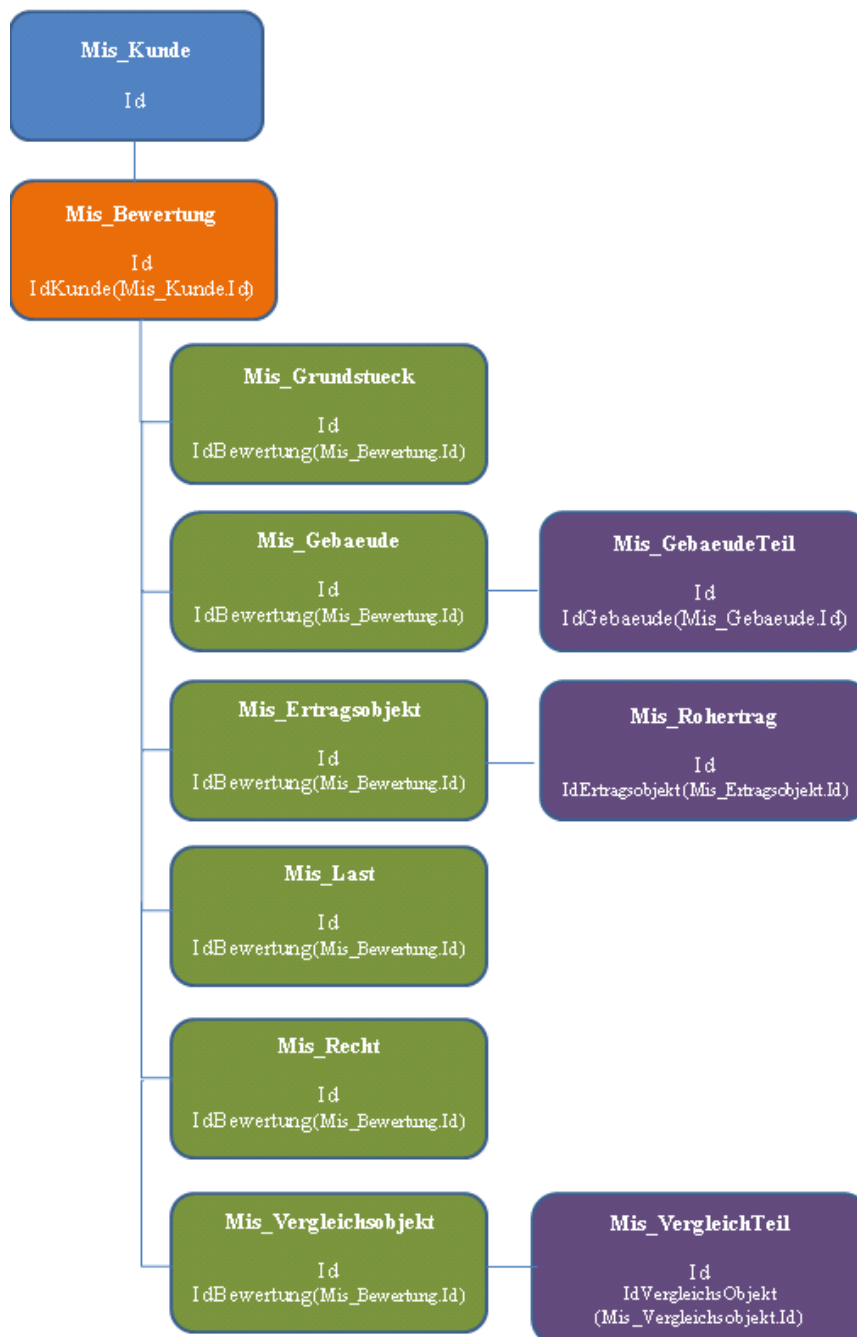 Mis_Kunde
Id
Mis_Bewertung
Id
IdKunde(Mis_Kunde.Id)
Mis_Grundstueck
Id
IdBewertung(Mis_Bewertung.Id)
Mis_Gebaeude
Id
IdBewertung(Mis_Bewertung.Id)
Mis_GebaeudeTeil
Id
IdGebaeude(Mis_Gebaeude.Id)
Mis_Ertragsobjekt
Id
IdBewertung(Mis_Bewertung.Id)
Mis_Rohertrag
Id
IdErtragsobjekt(Mis_Ertragsobjekt.Id)
Mis_Last
Id
IdBewertung(Mis_Bewertung.Id)
Mis_Recht
Id
IdBewertung(Mis_Bewertung.Id)
Mis_Vergleichsobjekt
Id
IdBewertung(Mis_Bewertung.Id)
Mis_VergleichTeil
Id
IdVergleichsObjekt
(Mis_Vergleichsobjekt.Id)